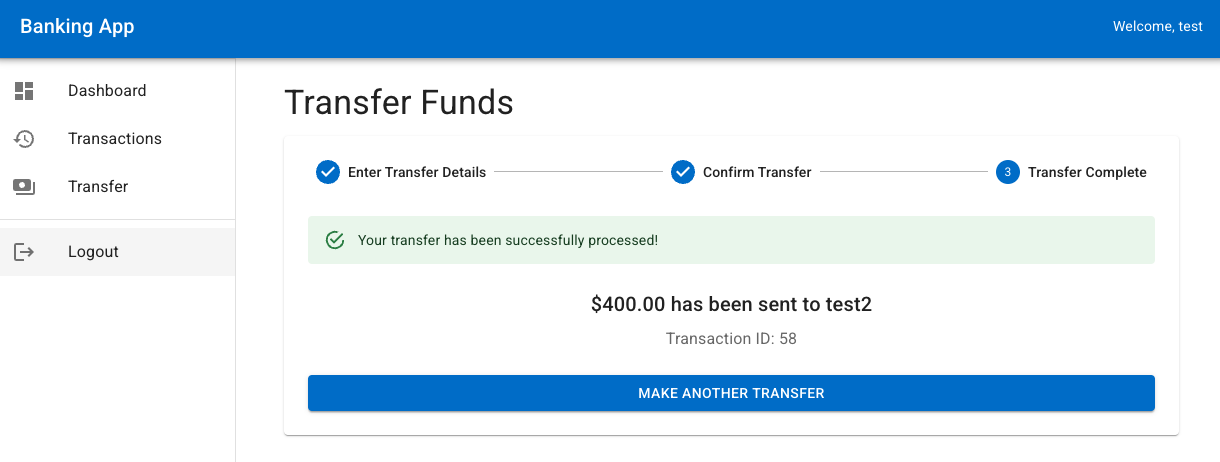 Banking App
Welcome, test
Dashboard
Transactions
Transfer
Logout
Transfer Funds
Enter Transfer Details
Confirm Transfer
3 Transfer Complete
Your transfer has been successfully processed!
$400.00 has been sent to test2
Transaction ID: 58
MAKE ANOTHER TRANSFER